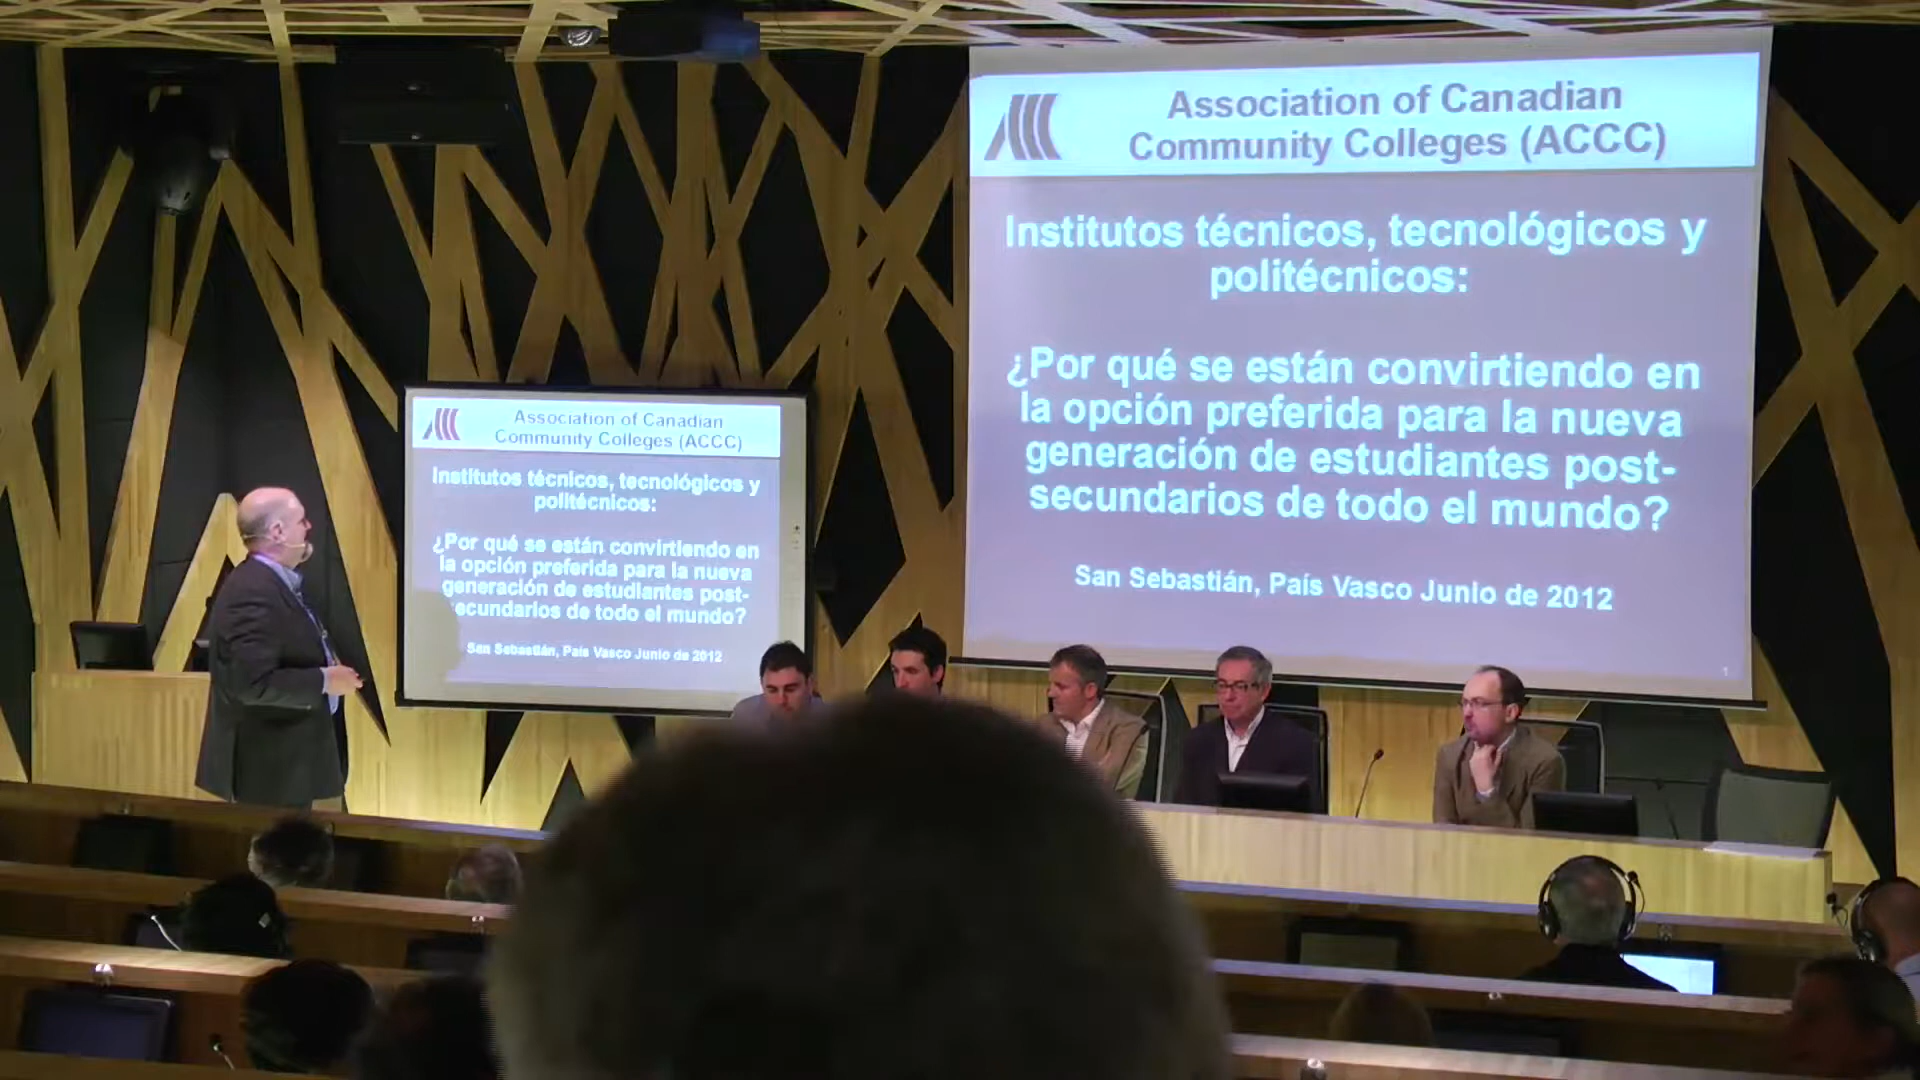 Association of Canadian
Community Colleges (ACCC)
Institutos técnicos, tecnológicos y
politécnicos:
¿Por qué se están convirtiendo en
la opción preferida para la nueva
generación de estudiantes post-
secundarios de todo el mundo?
San Sebastián, País Vasco Junio de 2012
1
Association of Canadian
Community Colleges (ACCC)
Institutos técnicos, tecnológicos y
politécnicos:
¿Por qué se están convirtiendo en
la opción preferida para la nueva
generación de estudiantes post-
secundarios de todo el mundo?
San Sebastián, País Vasco Junio de 2012